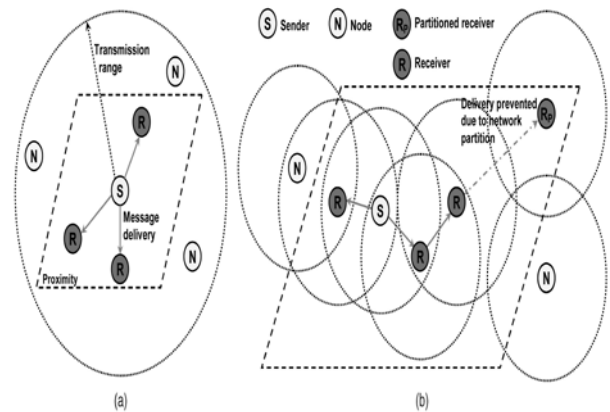 S Sender N Node RP Partitioned receiver
R Receiver
Transmission
range
N
R
N
S
Message
delivery
R
R
N
Proximity
Delivery prevented
due to network
partition
RP
N
R
S
R
R
N
(a)
(b)